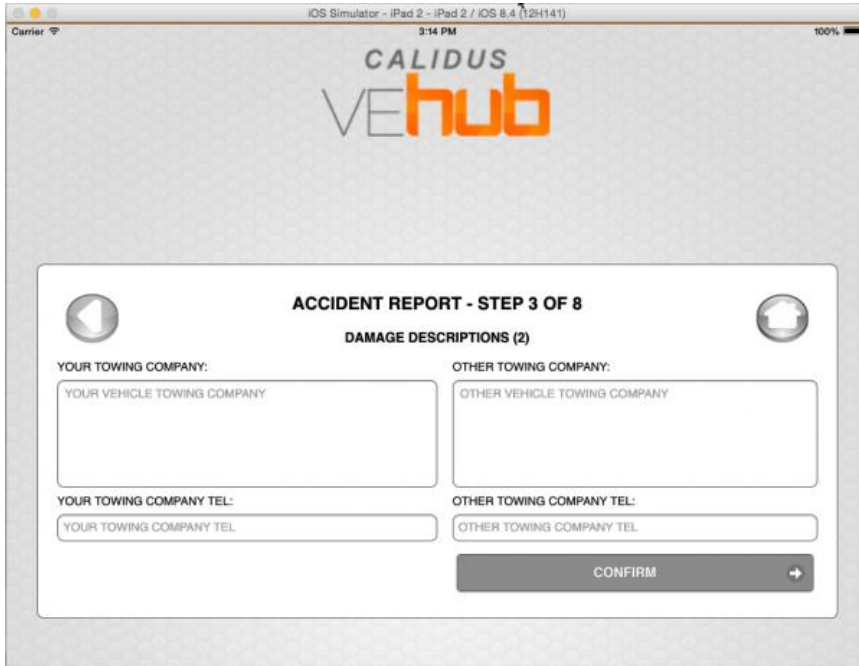 iOS Simulator - iPad 2 - iPad 2 / iOS 8.4 (12H141)
Carrier 3:14 PM 100%
CALIDUS
VEhub
ACCIDENT REPORT - STEP 3 OF 8
DAMAGE DESCRIPTIONS (2)
YOUR TOWING COMPANY: OTHER TOWING COMPANY:
YOUR VEHICLE TOWING COMPANY OTHER VEHICLE TOWING COMPANY
YOUR TOWING COMPANY TEL: OTHER TOWING COMPANY TEL:
YOUR TOWING COMPANY TEL OTHER TOWING COMPANY TEL
CONFIRM